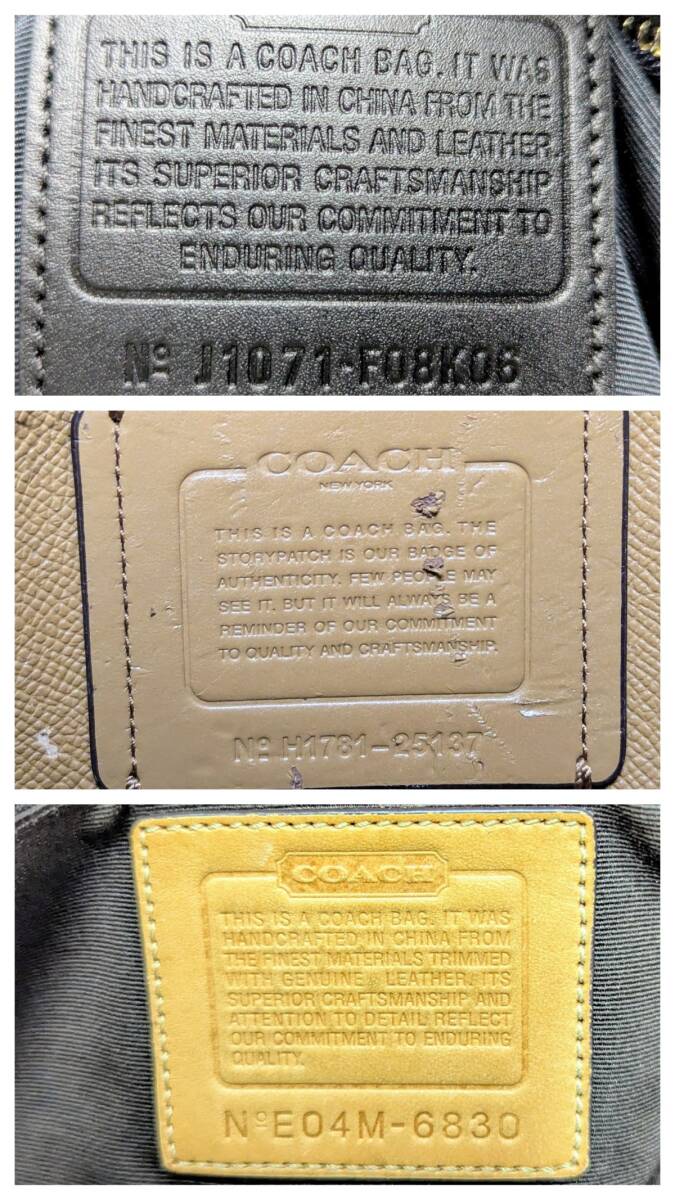 THIS IS A COACH BAG. IT WAS
HANDCRAFTED IN CHINA FROM THE
FINEST MATERIALS AND LEATHER.
ITS SUPERIOR CRAFTSMANSHIP
REFLECTS OUR COMMITMENT TO
ENDURING QUALITY.
Nº J1071-F08K06
COACH
NEW YORK
THIS IS A COACH BAG. THE
STORYPATCH IS OUR BADGE OF
AUTHENTICITY. FEW PEOPLE MAY
SEE IT. BUT IT WILL ALWAYS BE A
REMINDER OF OUR COMMITMENT
TO QUALITY AND CRAFTSMANSHIP.
Nº H1781-25137
COACH
THIS IS A COACH BAG. IT WAS
HANDCRAFTED IN CHINA FROM
THE FINEST MATERIALS TRIMMED
WITH GENUINE LEATHER. ITS
SUPERIOR CRAFTSMANSHIP AND
ATTENTION TO DETAIL REFLECT
OUR COMMITMENT TO ENDURING
QUALITY.
Nº E04M-6830